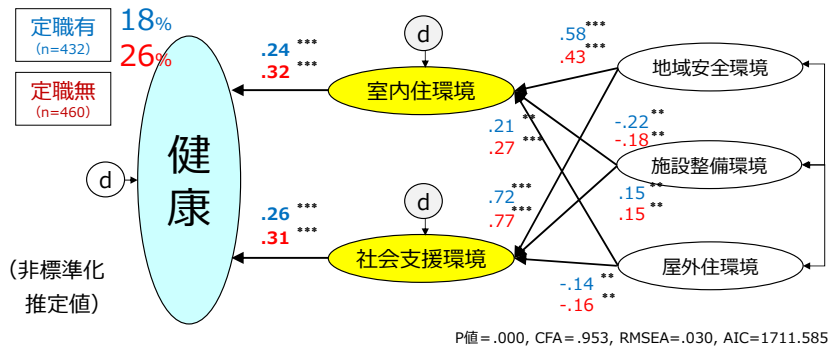 定職有
(n=432)
18%
26%
定職無
(n=460)
健康
d
(非標準化
推定値)
.24 ***
.32 ***
.26 ***
.31 ***
d
室内住環境
d
社会支援環境
.58 ***
.43 ***
.21 **
.27 ***
-.22 **
-.18 **
.72 ***
.77 ***
.15 **
.15 **
-.14 **
-.16 **
地域安全環境
施設整備環境
屋外住環境
P値=.000, CFA=.953, RMSEA=.030, AIC=1711.585